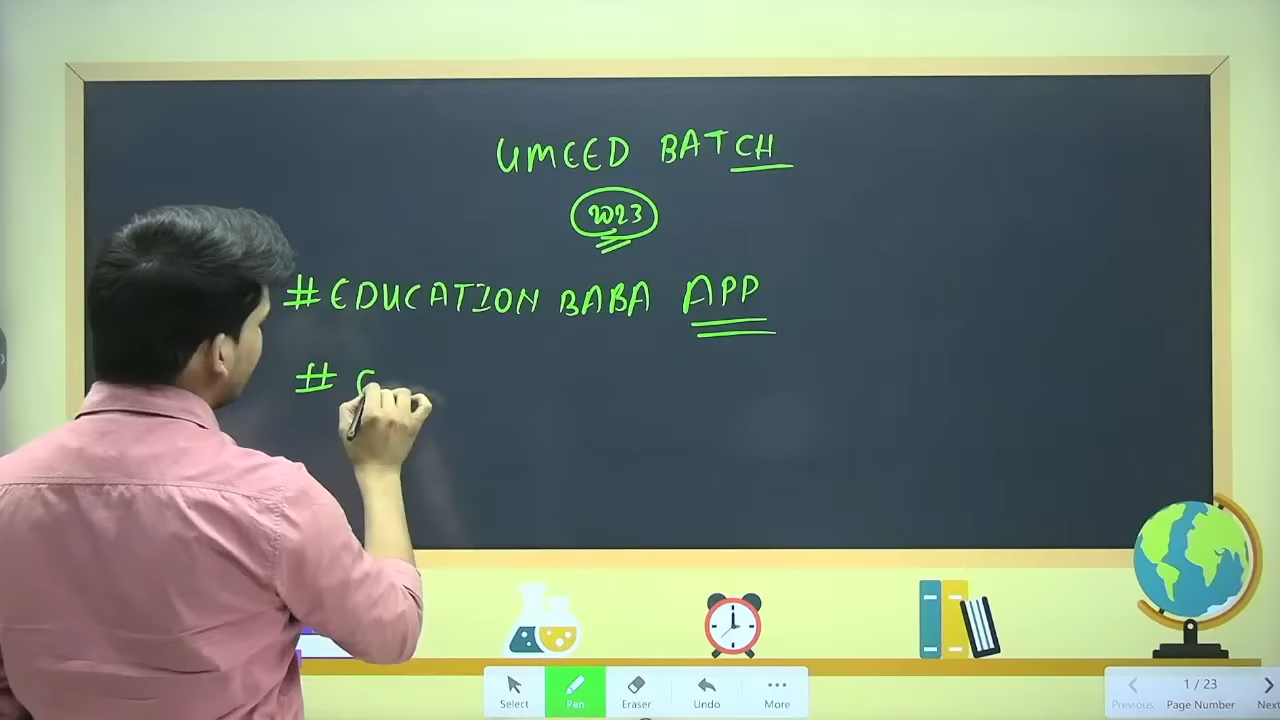 UMEED BATCH
2023
#EDUCATION BABA APP
#
Select Pen Eraser Undo More
Previous 1 / 23 Page Number Next